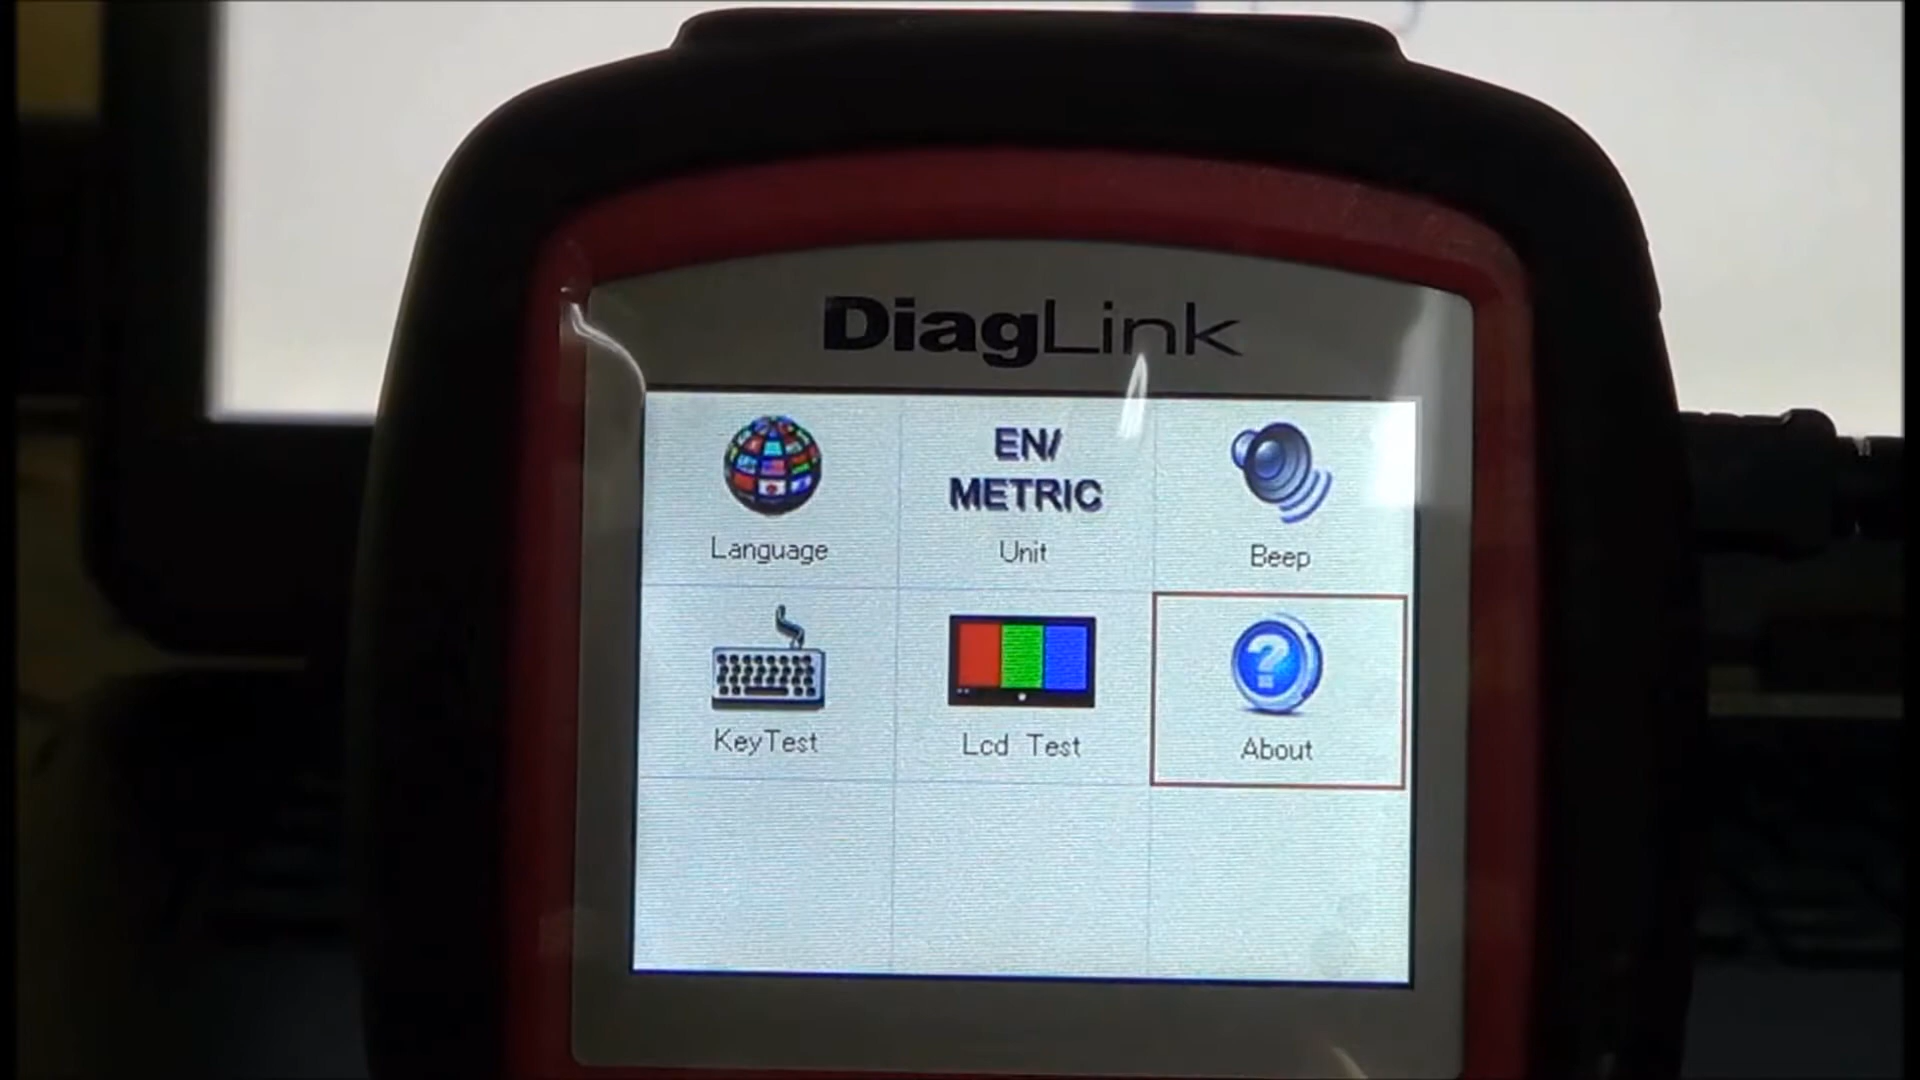 DiagLink
EN/
METRIC
Language
Unit
Beep
KeyTest
Lcd Test
?
About